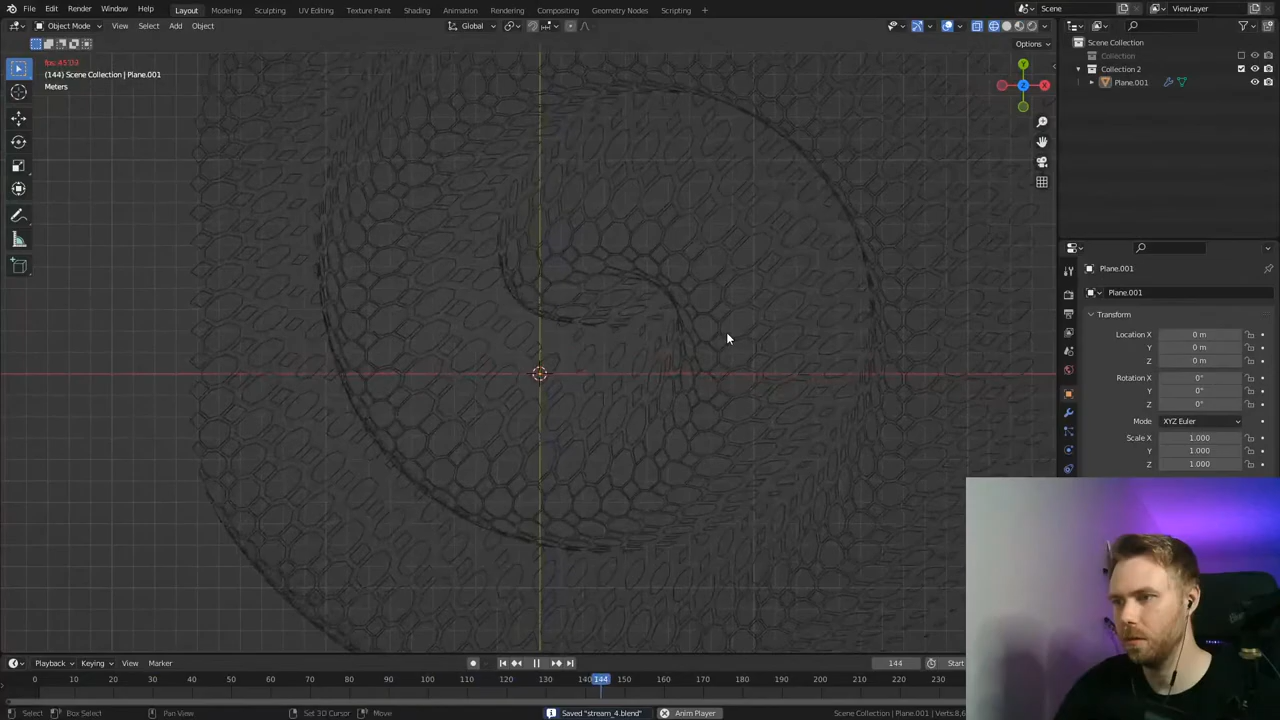 File Edit Render Window Help Layout Modeling Sculpting UV Editing Texture Paint Shading Animation Rendering Compositing Geometry Nodes Scripting + Scene ViewLayer
Object Mode View Select Add Object Global
Options
fps: 45.03
(144) Scene Collection | Plane.001
Meters
Y
Z
X
Scene Collection
Collection
Collection 2
Plane.001
Plane.001
Plane.001
Transform
Location X 0 m
Y 0 m
Z 0 m
Rotation X 0°
Y 0°
Z 0°
Mode XYZ Euler
Scale X 1.000
Y 1.000
Z 1.000
Playback Keying View Marker 144 Start
0 10 20 30 40 50 60 70 80 90 100 110 120 130 140 144 150 160 170 180 190 200 210 220 230
Select Box Select Pan View Set 3D Cursor Move Saved "stream_4.blend" Anim Player Scene Collection | Plane.001 | Verts:8,6